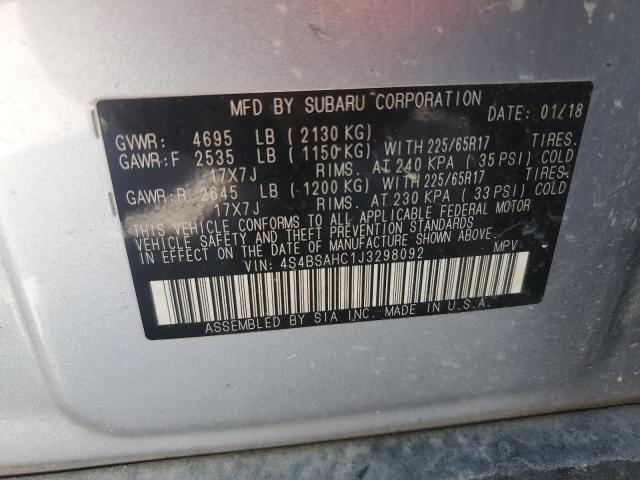 MFD BY SUBARU CORPORATION DATE: 01/18
GVWR: 4695 LB (2130 KG)
GAWR:F 2535 LB (1150 KG) WITH 225/65R17 TIRES.
17X7J RIMS. AT 240 KPA (35 PSI) COLD
GAWR:R 2645 LB (1200 KG) WITH 225/65R17 TIRES.
17X7J RIMS. AT 230 KPA (33 PSI) COLD
THIS VEHICLE CONFORMS TO ALL APPLICABLE FEDERAL MOTOR
VEHICLE SAFETY AND THEFT PREVENTION STANDARDS
IN EFFECT ON THE DATE OF MANUFACTURE SHOWN ABOVE.
VIN: 4S4BSAHC1J3298092 MPV
ASSEMBLED BY SIA INC. MADE IN U.S.A.